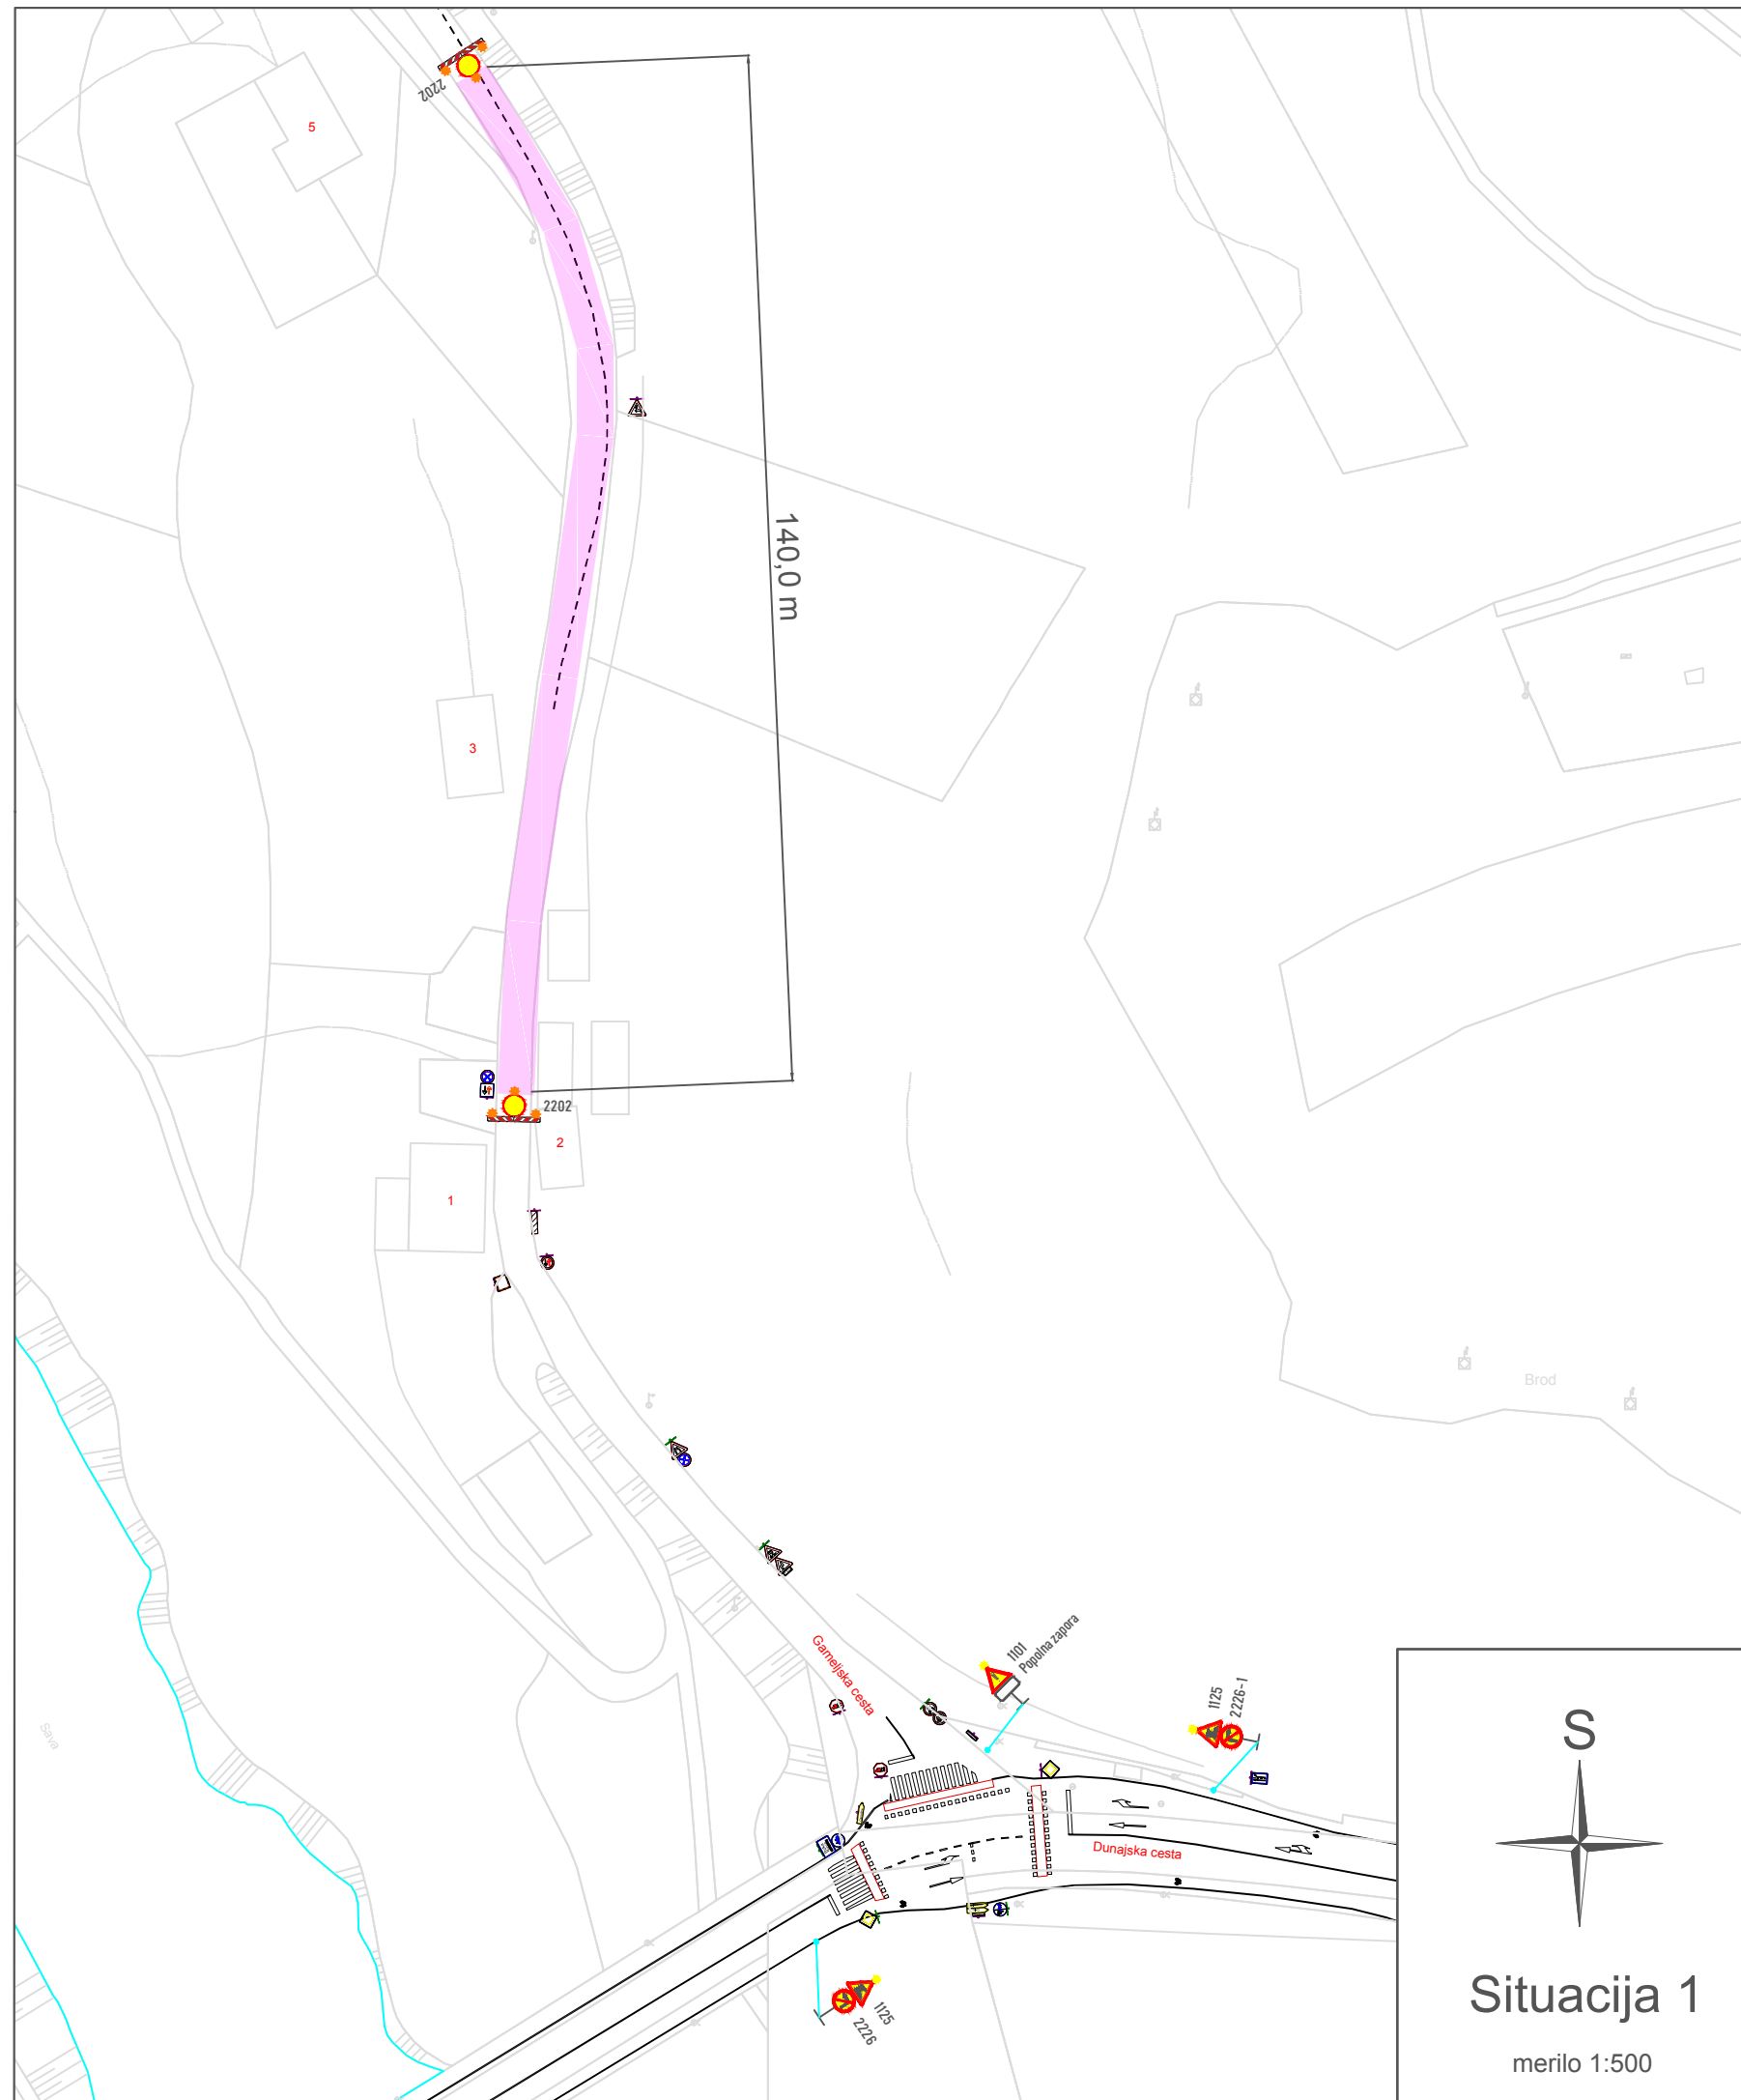 2202
5
140,0 m
3
2202
2
1
Brod
Sava
Gameljska cesta
1101
Popolna zapora
1125
2226-1
Dunajska cesta
1125
2226
S
Situacija 1
merilo 1:500